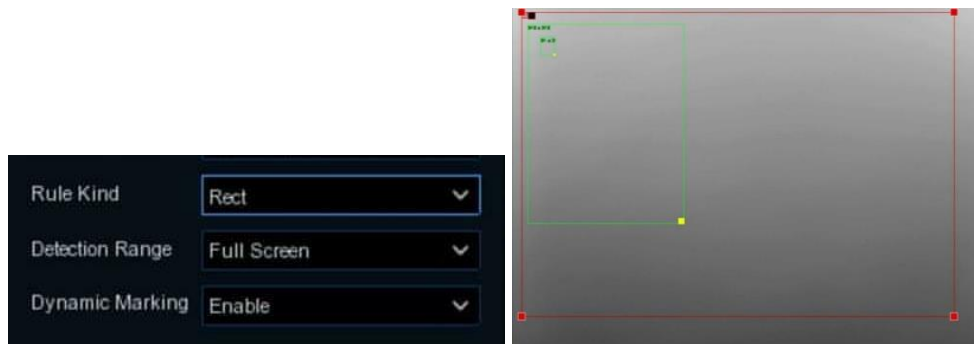 Rule Kind
Rect
Detection Range
Full Screen
Dynamic Marking
Enable